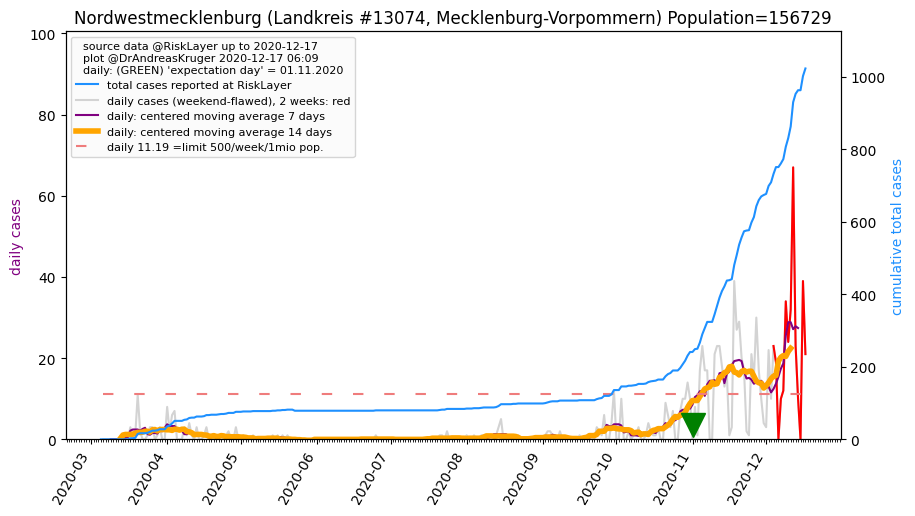 Nordwestmecklenburg (Landkreis #13074, Mecklenburg-Vorpommern) Population=156729
source data @RiskLayer up to 2020-12-17
plot @DrAndreasKruger 2020-12-17 06:09
daily: (GREEN) 'expectation day' = 01.11.2020
total cases reported at RiskLayer
daily cases (weekend-flawed), 2 weeks: red
daily: centered moving average 7 days
daily: centered moving average 14 days
daily 11.19 =limit 500/week/1mio pop.
daily cases
100
80
60
40
20
0
cumulative total cases
1000
800
600
400
200
0
2020-03
2020-04
2020-05
2020-06
2020-07
2020-08
2020-09
2020-10
2020-11
2020-12